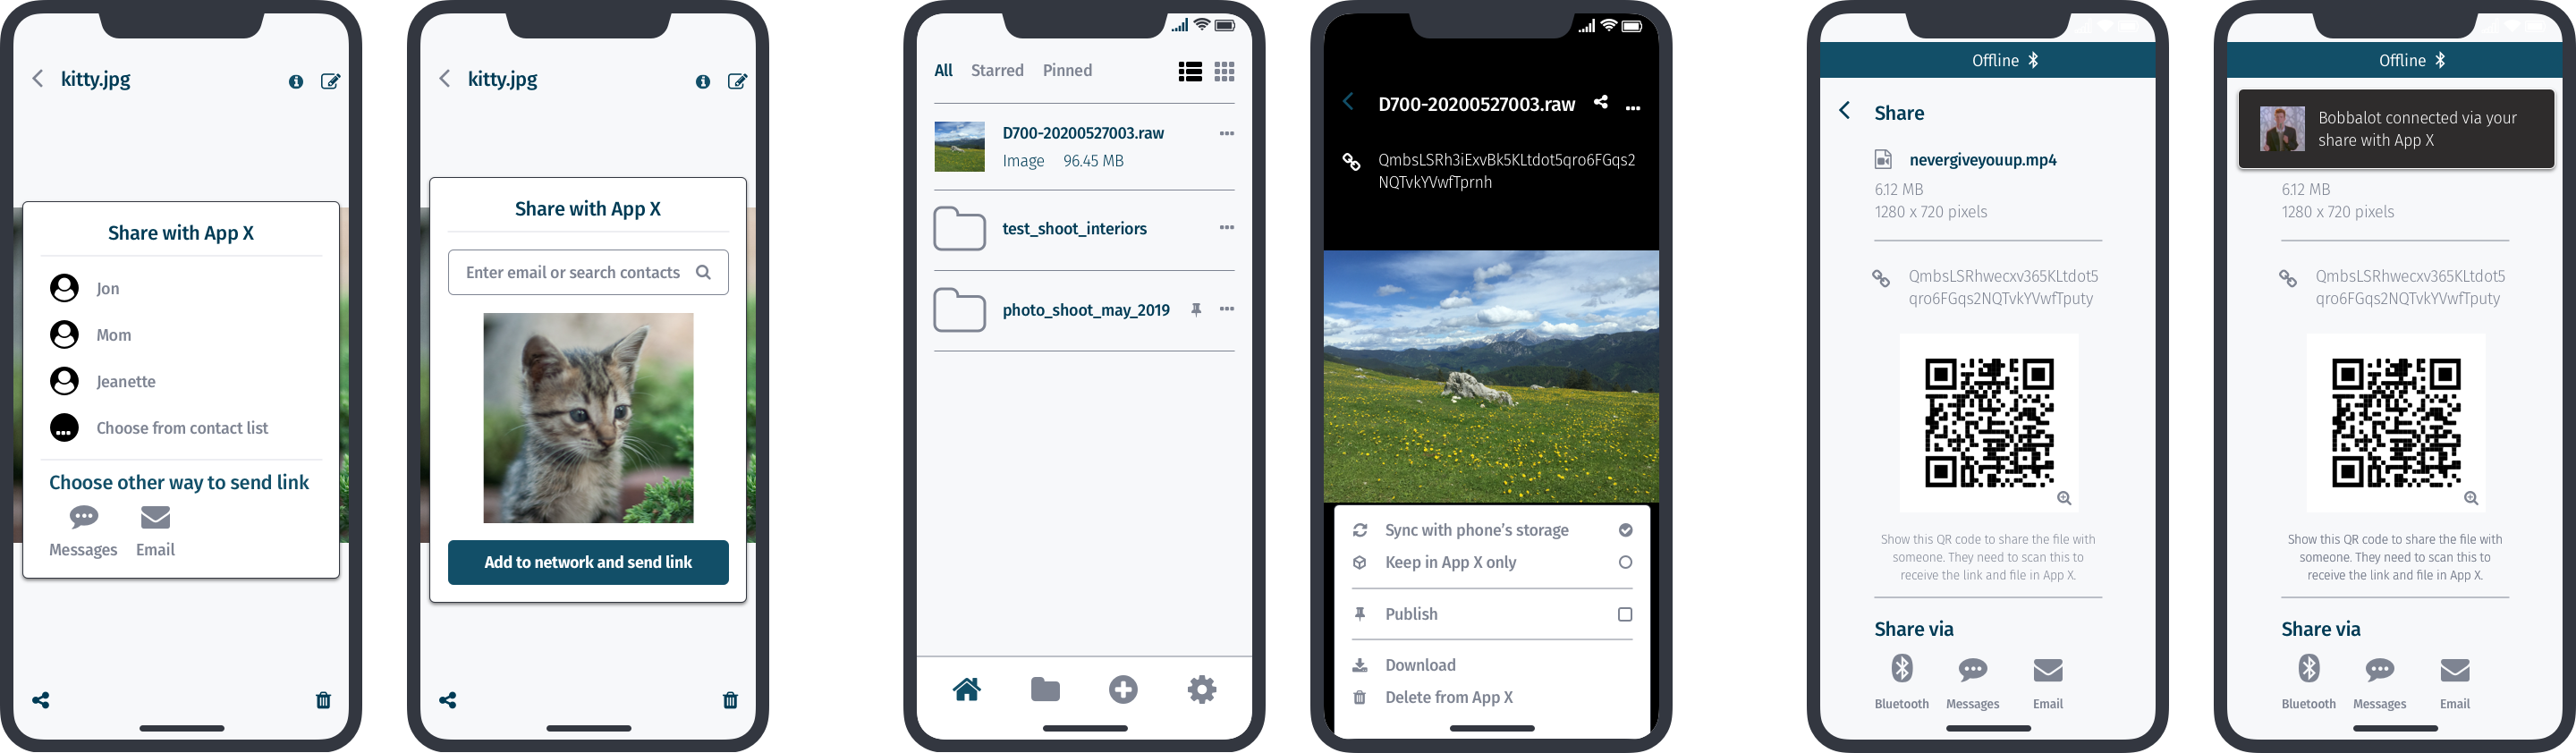 kitty.jpg
Share with App X
Jon
Mom
Jeanette
Choose from contact list
Choose other way to send link
Messages Email
kitty.jpg
Share with App X
Enter email or search contacts
Add to network and send link
All Starred Pinned
D700-20200527003.raw
Image 96.45 MB
test_shoot_interiors
photo_shoot_may_2019
D700-20200527003.raw
QmbsLSRh3iExvBk5KLtdot5qro6FGqs2
NQTvkYVwfTprnh
Sync with phone's storage
Keep in App X only
Publish
Download
Delete from App X
Offline
Share
nevergiveyouup.mp4
6.12 MB
1280 x 720 pixels
QmbsLSRhwecxv365KLtdot5
qro6FGqs2NQTvkYVwfTputy
Show this QR code to share the file with
someone. They need to scan this to
receive the link and file in App X.
Share via
Bluetooth Messages Email
Offline
Bobbalot connected via your
share with App X
6.12 MB
1280 x 720 pixels
QmbsLSRhwecxv365KLtdot5
qro6FGqs2NQTvkYVwfTputy
Show this QR code to share the file with
someone. They need to scan this to
receive the link and file in App X.
Share via
Bluetooth Messages Email